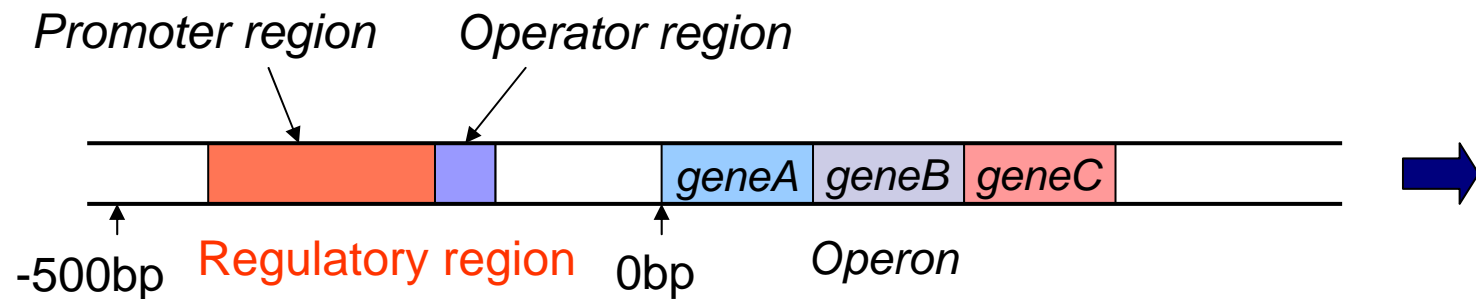 Promoter region Operator region
geneA geneB geneC
-500bp Regulatory region 0bp Operon